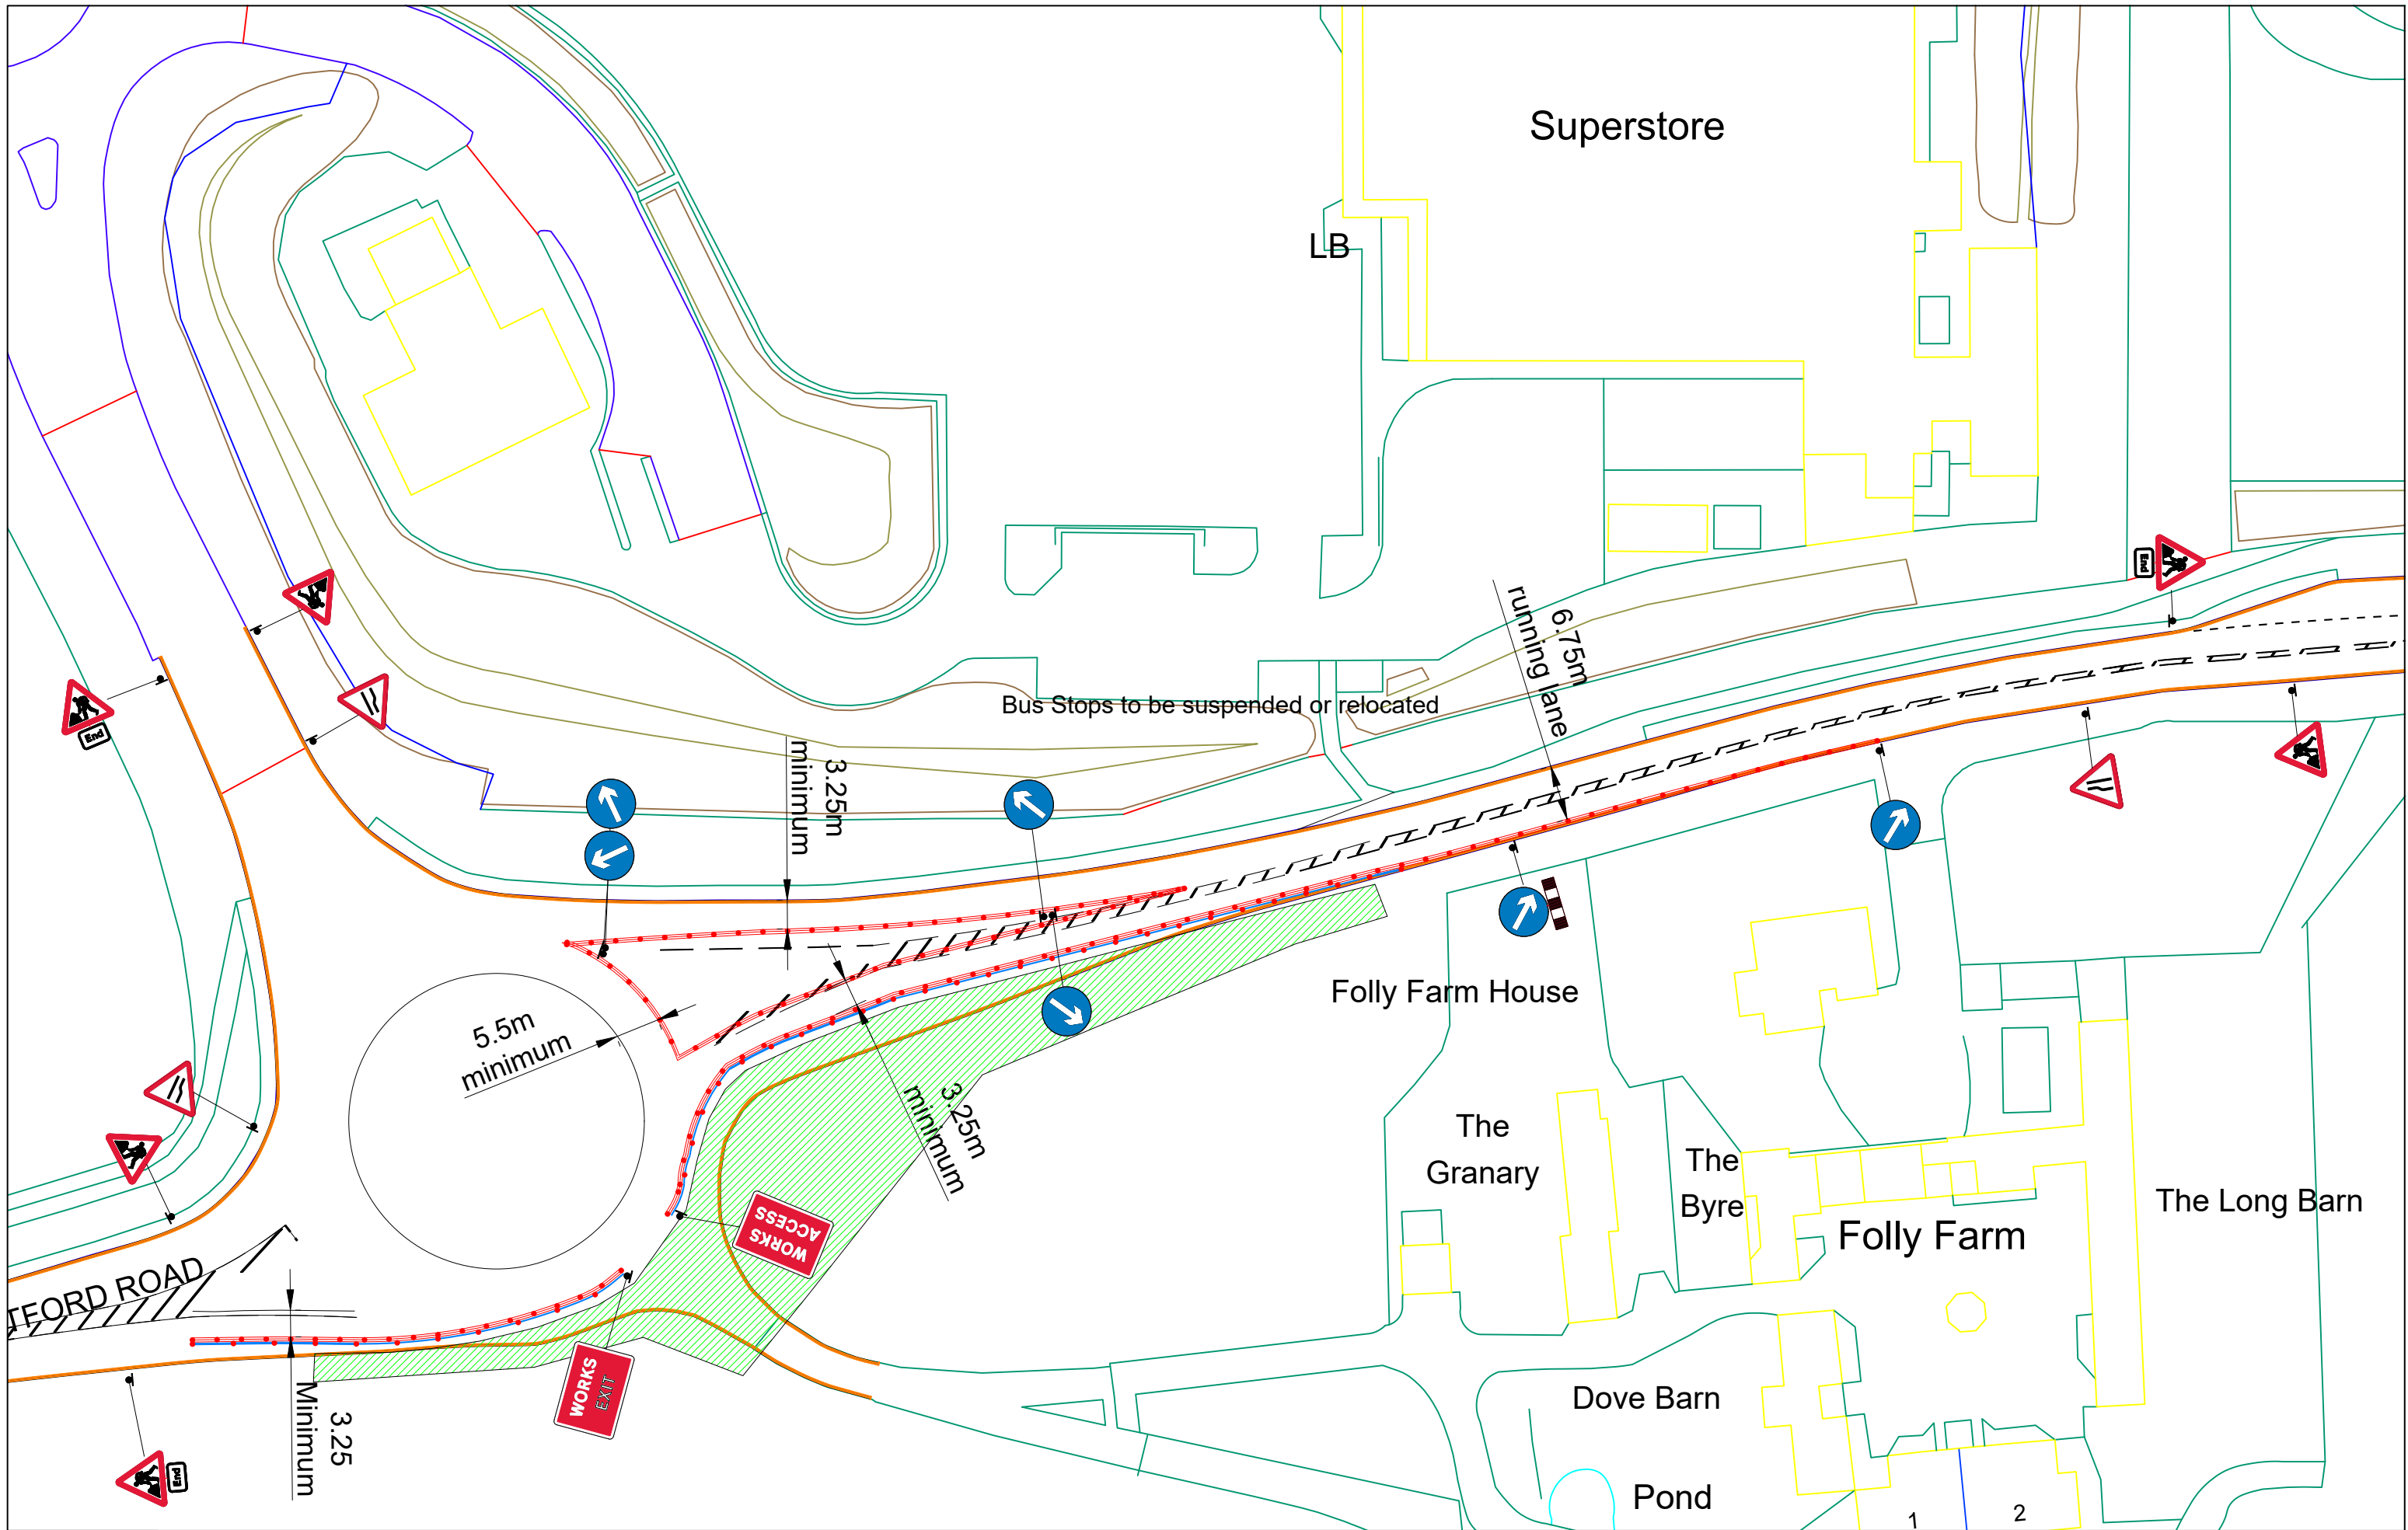 Superstore
LB
End
6.75m
running lane
End
Bus Stops to be suspended or relocated
3.25m
minimum
Folly Farm House
5.5m
minimum
3.25m
minimum
The
Granary
The
Byre
The Long Barn
WORKS
ACCESS
Folly Farm
TFORD ROAD
WORKS
EXIT
3.25
Minimum
Dove Barn
End
Pond
1
2